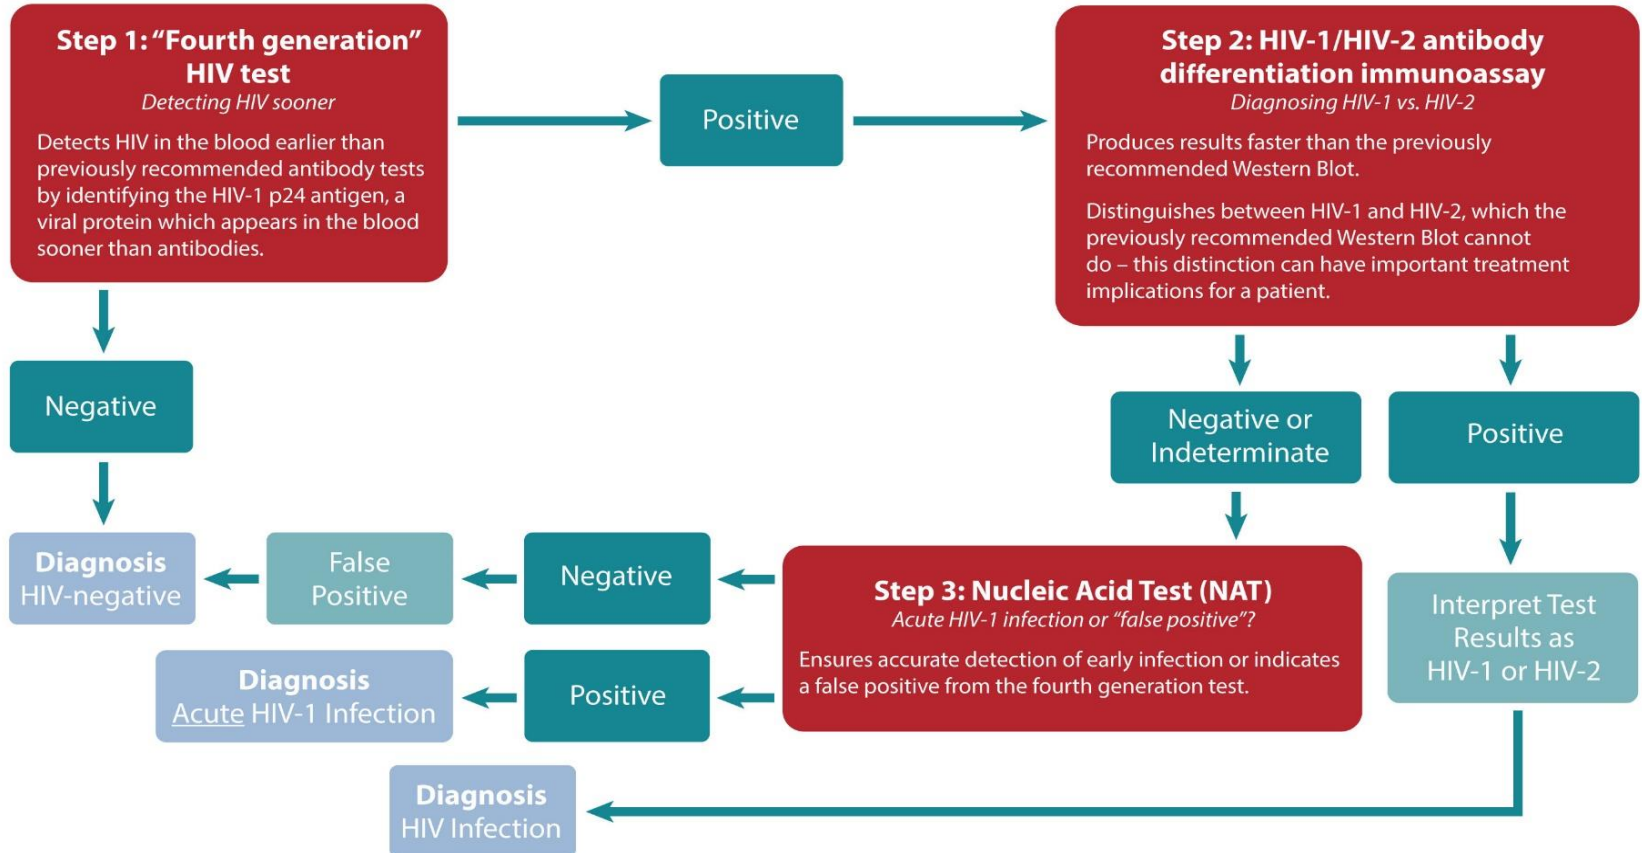 Step 1: “Fourth generation”
HIV test
Detecting HIV sooner
Detects HIV in the blood earlier than
previously recommended antibody tests
by identifying the HIV-1 p24 antigen, a
viral protein which appears in the blood
sooner than antibodies.
Positive
Step 2: HIV-1/HIV-2 antibody
differentiation immunoassay
Diagnosing HIV-1 vs. HIV-2
Produces results faster than the previously
recommended Western Blot.
Distinguishes between HIV-1 and HIV-2, which the
previously recommended Western Blot cannot
do – this distinction can have important treatment
implications for a patient.
Negative
Negative or
Indeterminate
Positive
Diagnosis
HIV-negative
False
Positive
Negative
Step 3: Nucleic Acid Test (NAT)
Acute HIV-1 infection or “false positive”?
Ensures accurate detection of early infection or indicates
a false positive from the fourth generation test.
Interpret Test
Results as
HIV-1 or HIV-2
Diagnosis
Acute HIV-1 Infection
Positive
Diagnosis
HIV Infection